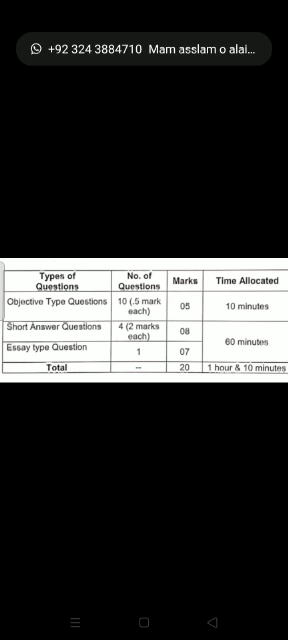 +92 324 3884710 Mam asslam o alai...
Types of Questions No. of Questions Marks Time Allocated
Objective Type Questions 10 (.5 mark each) 05 10 minutes
Short Answer Questions 4 (2 marks each) 08 60 minutes
Essay type Question 1 07
Total -- 20 1 hour & 10 minutes